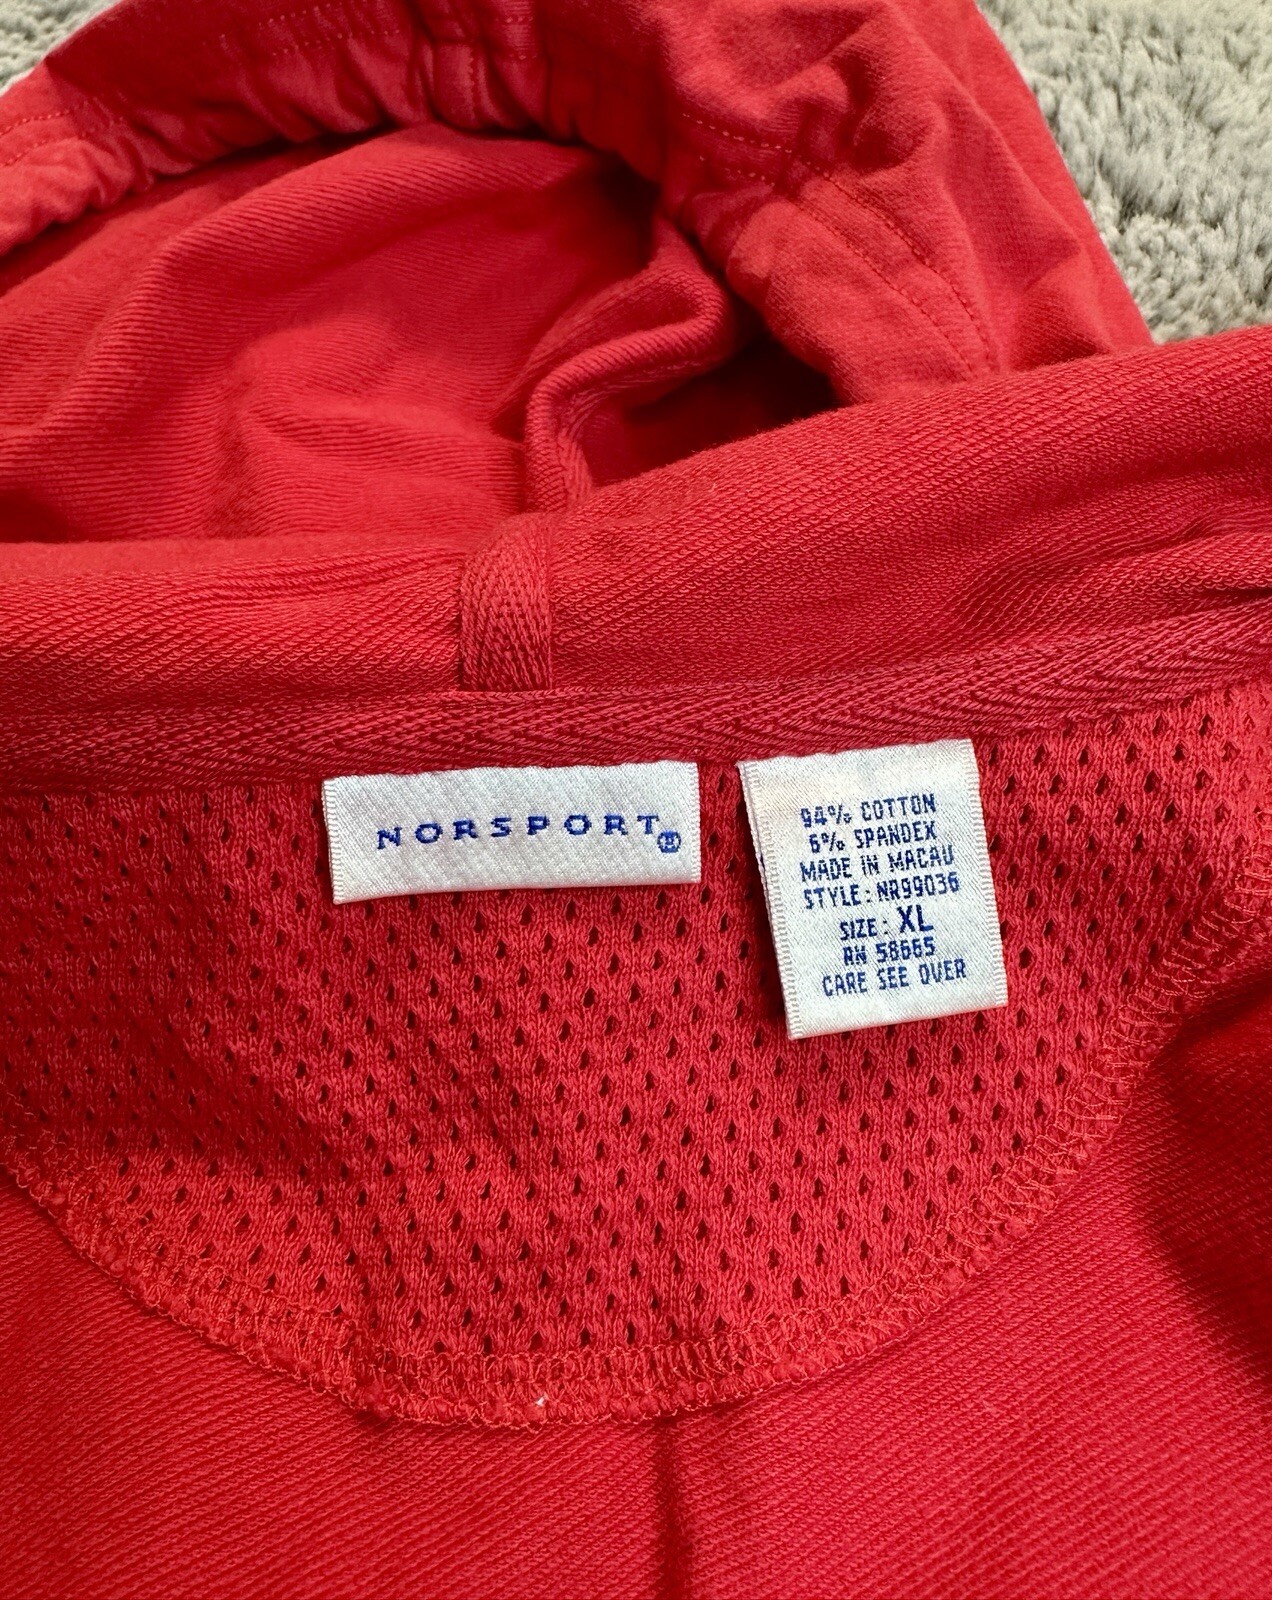 NORSPORT®
94% COTTON
6% SPANDEX
MADE IN MACAU
STYLE: NR99036
SIZE: XL
RN 58665
CARE SEE OVER